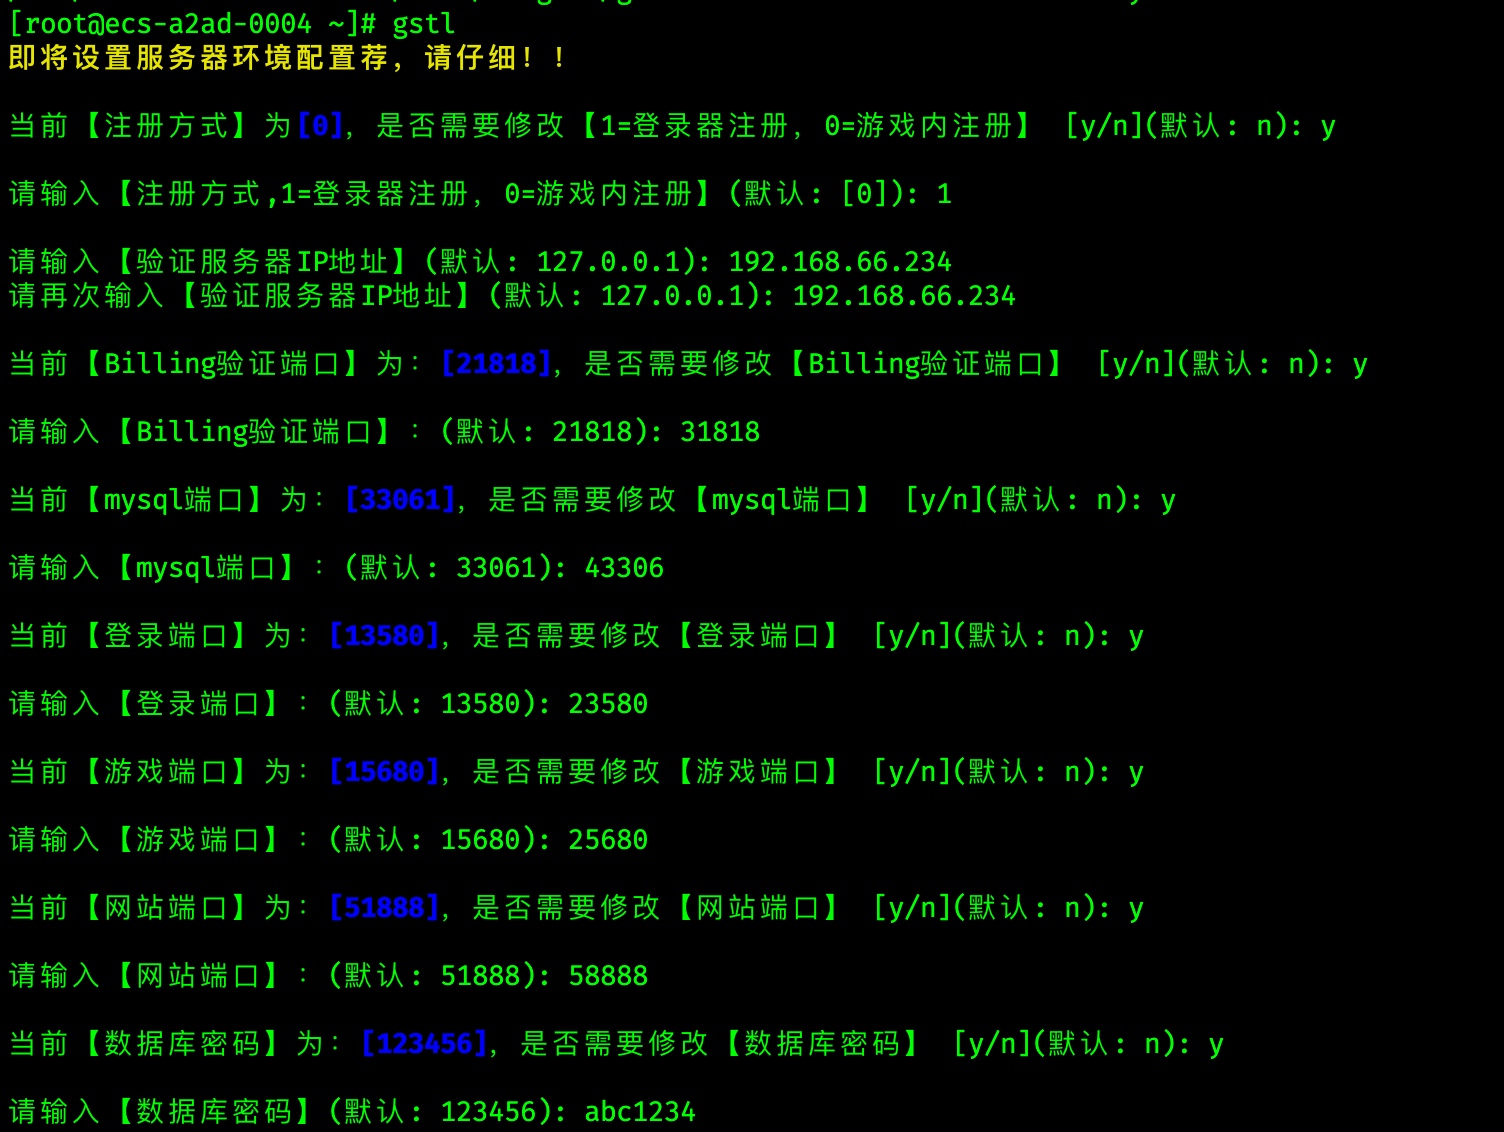 [root@ecs-a2ad-0004 ~]# gstl
即将设置服务器环境配置荐，请仔细！！
当前【注册方式】为[0]，是否需要修改【1=登录器注册，0=游戏内注册】 [y/n](默认: n): y
请输入【注册方式,1=登录器注册，0=游戏内注册】(默认: [0]): 1
请输入【验证服务器IP地址】(默认: 127.0.0.1): 192.168.66.234
请再次输入【验证服务器IP地址】(默认: 127.0.0.1): 192.168.66.234
当前【Billing验证端口】为：[21818]，是否需要修改【Billing验证端口】 [y/n](默认: n): y
请输入【Billing验证端口】：(默认: 21818): 31818
当前【mysql端口】为：[33061]，是否需要修改【mysql端口】 [y/n](默认: n): y
请输入【mysql端口】：(默认: 33061): 43306
当前【登录端口】为：[13580]，是否需要修改【登录端口】 [y/n](默认: n): y
请输入【登录端口】：(默认: 13580): 23580
当前【游戏端口】为：[15680]，是否需要修改【游戏端口】 [y/n](默认: n): y
请输入【游戏端口】：(默认: 15680): 25680
当前【网站端口】为：[51888]，是否需要修改【网站端口】 [y/n](默认: n): y
请输入【网站端口】：(默认: 51888): 58888
当前【数据库密码】为：[123456]，是否需要修改【数据库密码】 [y/n](默认: n): y
请输入【数据库密码】(默认: 123456): abc1234